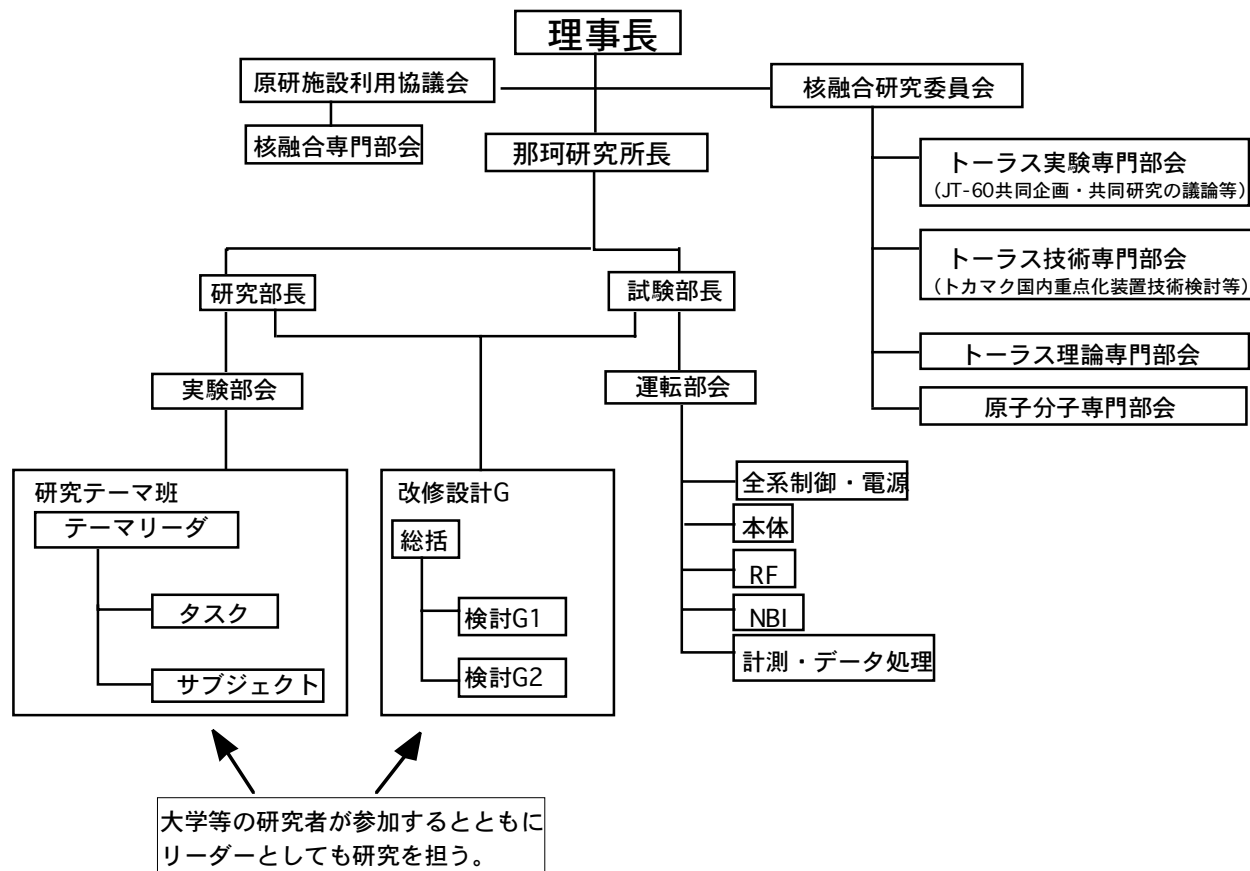 理事長
原研施設利用協議会
核融合研究委員会
核融合専門部会
那珂研究所長
トーラス実験専門部会
（JT-60共同企画・共同研究の議論等）
トーラス技術専門部会
（トカマク国内重点化装置技術検討等）
トーラス理論専門部会
原子分子専門部会
研究部長
試験部長
実験部会
運転部会
研究テーマ班
テーマリーダ
タスク
サブジェクト
改修設計G
総括
検討G1
検討G2
全系制御・電源
本体
RF
NBI
計測・データ処理
大学等の研究者が参加するとともに
リーダーとしても研究を担う。